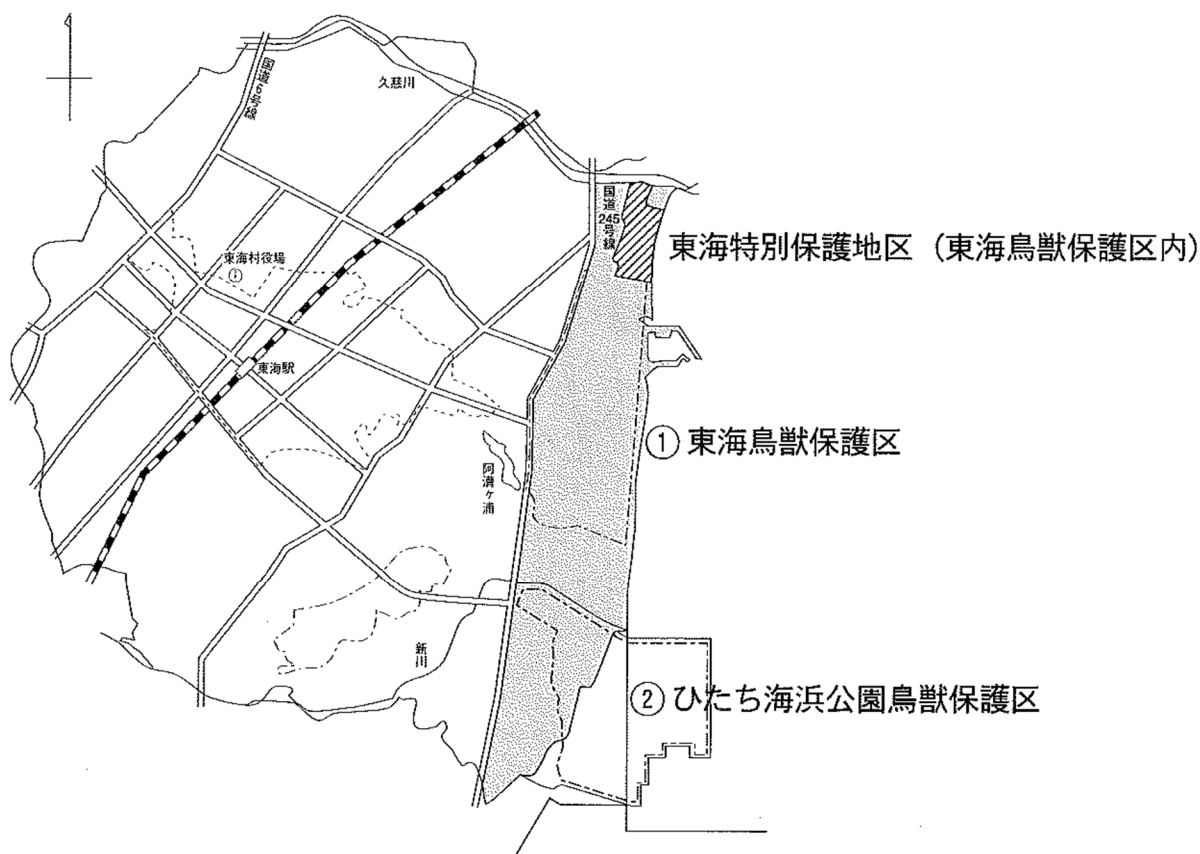 久慈川
国道6号線
国道245号線
東海特別保護地区（東海鳥獣保護区内）
東海村役場
東海駅
① 東海鳥獣保護区
阿漕ヶ浦
新川
② ひたち海浜公園鳥獣保護区